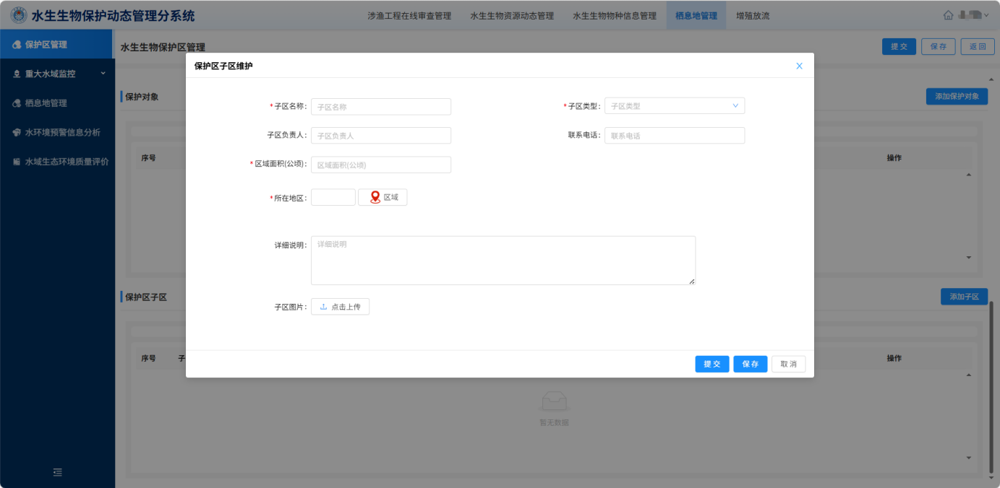 水生生物保护动态管理分系统
涉渔工程在线审查管理 水生生物资源动态管理 水生生物物种信息管理 栖息地管理 增殖放流
保护区管理
重大水域监控
栖息地管理
水环境预警信息分析
水域生态环境质量评价
水生生物保护区管理
提交 保存 返回
保护对象
添加保护对象
序号 操作
保护区子区
添加子区
序号 子 操作
暂无数据
保护区子区维护
*子区名称: 子区名称
*子区类型: 子区类型
子区负责人: 子区负责人
联系电话: 联系电话
*区域面积(公顷): 区域面积(公顷)
*所在地区: 区域
详细说明: 详细说明
子区图片: 点击上传
提交 保存 取消